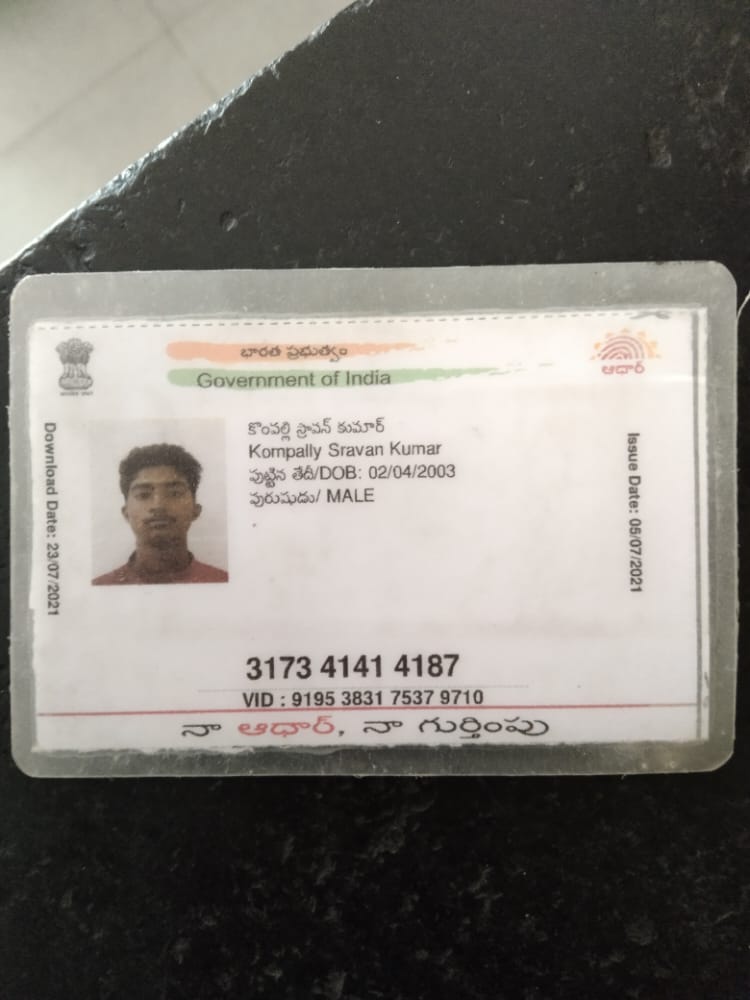 భారత ప్రభుత్వం
Government of India
ఆధార్
Download Date: 23/07/2021
కొంపల్లి స్రావన్ కుమార్
Kompally Sravan Kumar
పుట్టిన తేదీ/DOB: 02/04/2003
పురుషుడు/ MALE
Issue Date: 05/07/2021
3173 4141 4187
VID : 9195 3831 7537 9710
నా ఆధార్, నా గుర్తింపు